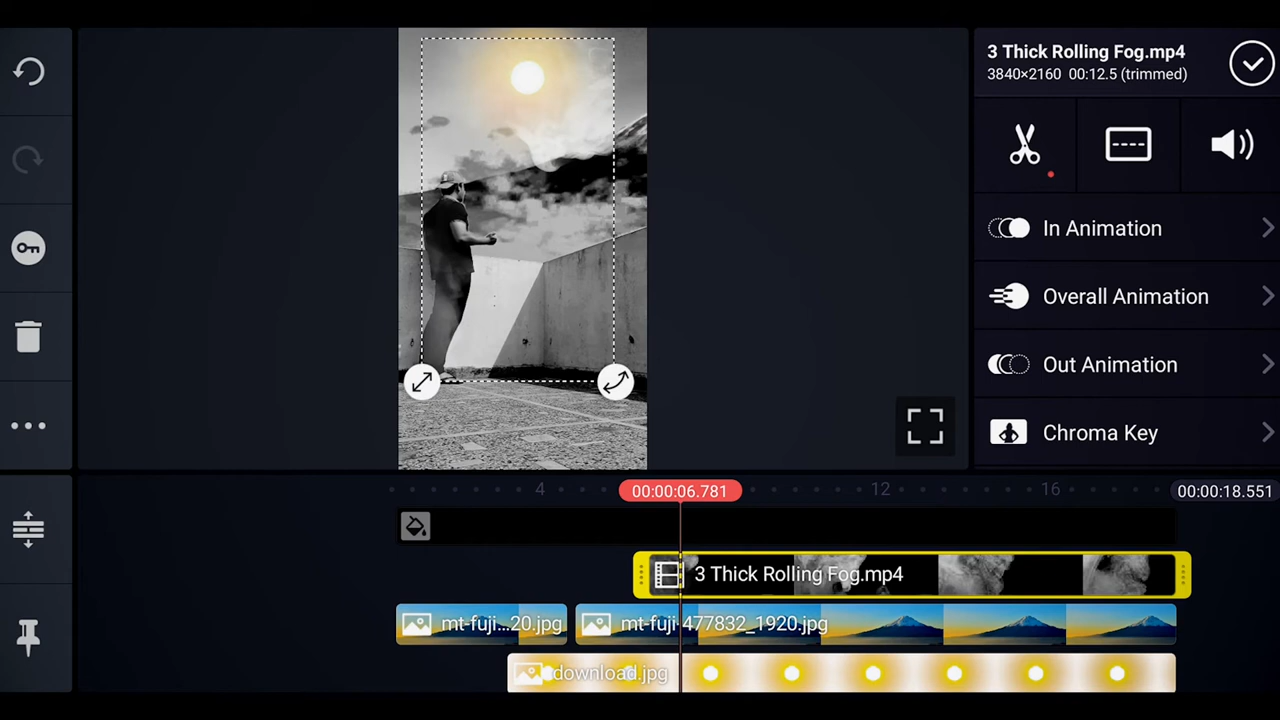 3 Thick Rolling Fog.mp4
3840×2160 00:12.5 (trimmed)
In Animation
Overall Animation
Out Animation
Chroma Key
4
00:00:06.781
12
16
00:00:18.551
3 Thick Rolling Fog.mp4
mt-fuji...20.jpg
mt-fuji-477832_1920.jpg
download.jpg